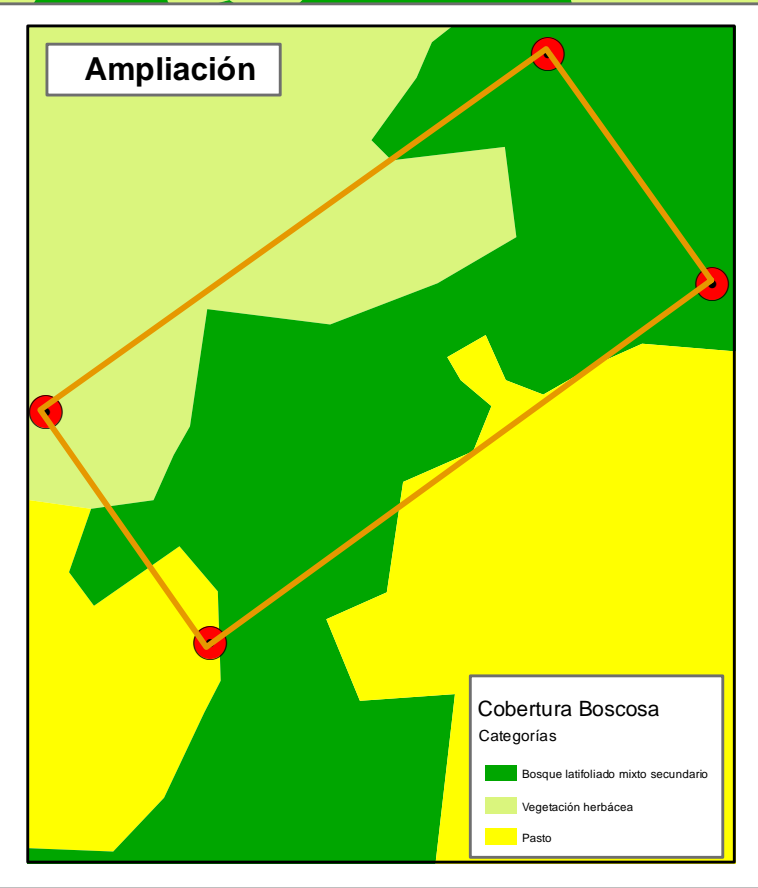 Ampliación
Cobertura Boscosa
Categorías
Bosque latifoliado mixto secundario
Vegetación herbácea
Pasto